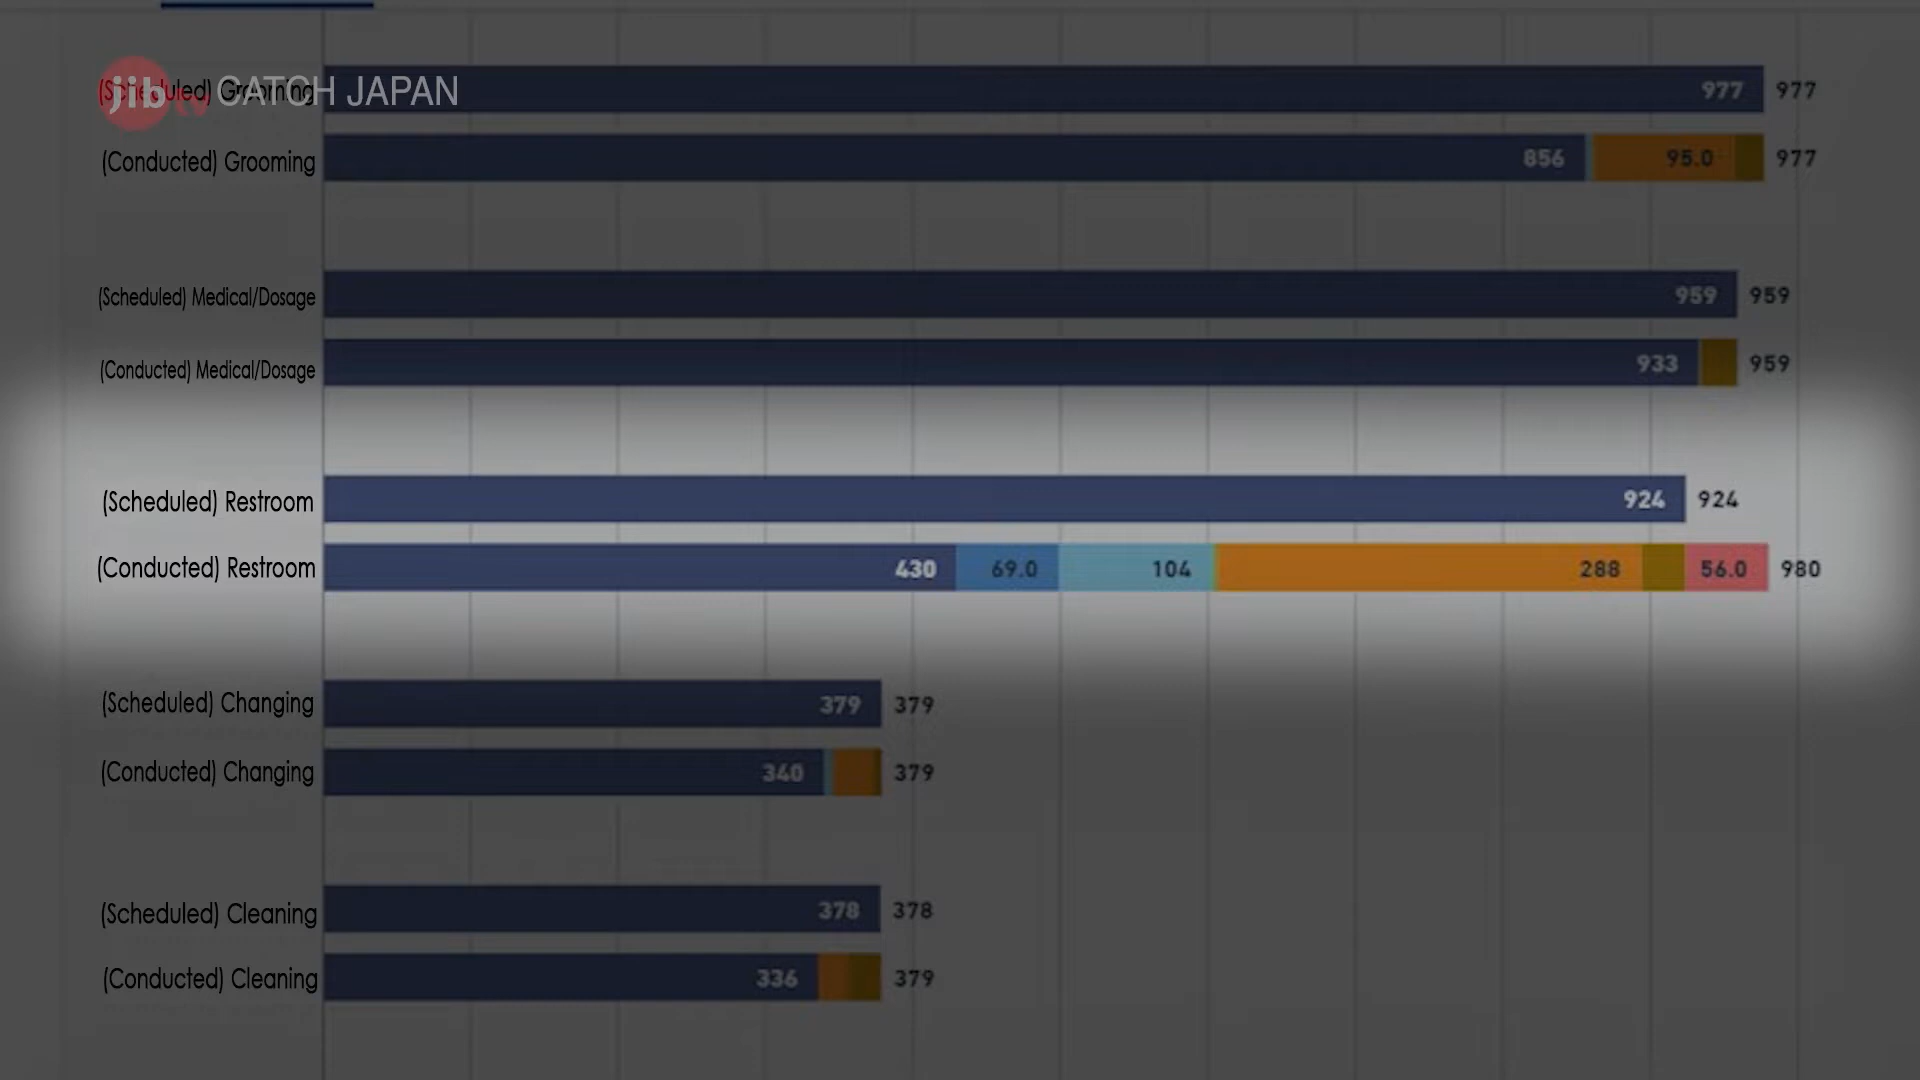 jibtv CATCH JAPAN
(Scheduled) Grooming 977 977
(Conducted) Grooming 856 95.0 977
(Scheduled) Medical/Dosage 959 959
(Conducted) Medical/Dosage 933 959
(Scheduled) Restroom 924 924
(Conducted) Restroom 430 69.0 104 288 56.0 980
(Scheduled) Changing 379 379
(Conducted) Changing 340 379
(Scheduled) Cleaning 378 378
(Conducted) Cleaning 336 379